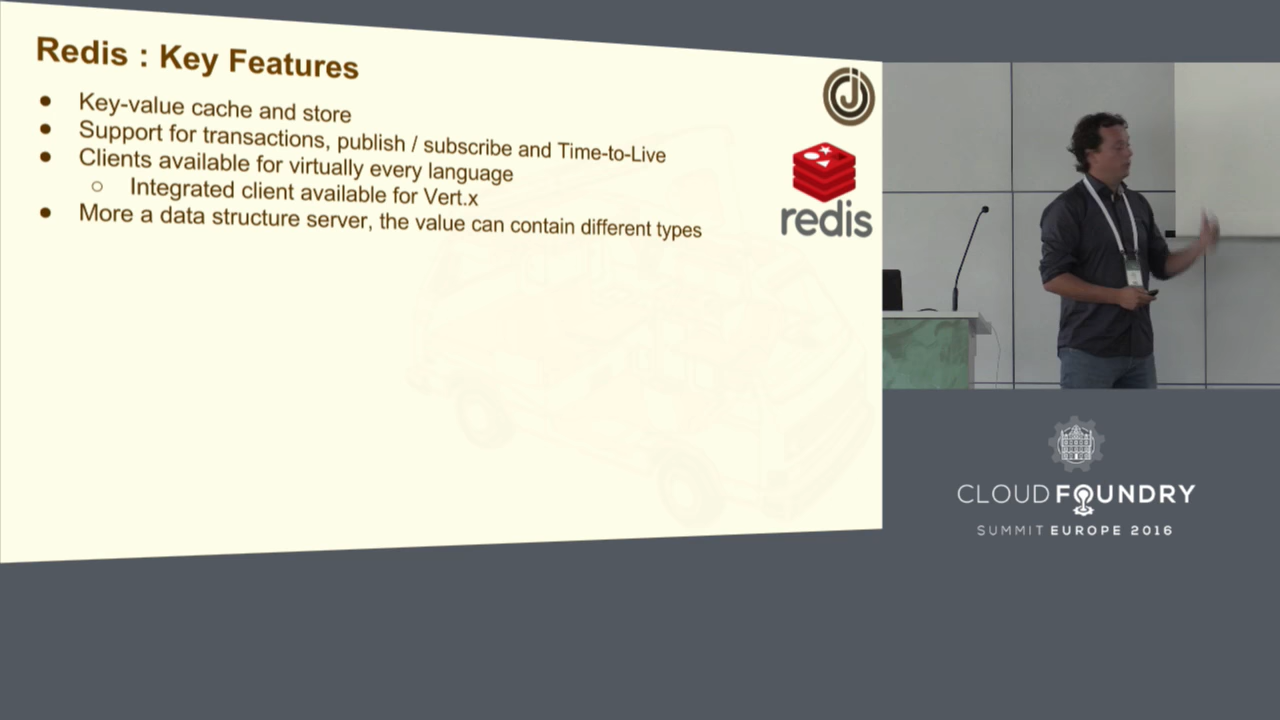 Redis : Key Features
● Key-value cache and store
● Support for transactions, publish / subscribe and Time-to-Live
● Clients available for virtually every language
○ Integrated client available for Vert.x
● More a data structure server, the value can contain different types
J
redis
CLOUD FOUNDRY
SUMMIT EUROPE 2016